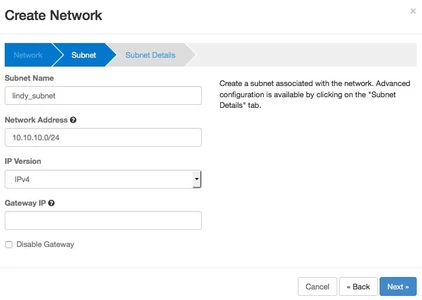 Create Network
×
Network
Subnet
Subnet Details
Subnet Name
lindy_subnet
Create a subnet associated with the network. Advanced
configuration is available by clicking on the "Subnet
Details" tab.
Network Address
10.10.10.0/24
IP Version
IPv4
Gateway IP
Disable Gateway
Cancel
« Back
Next »